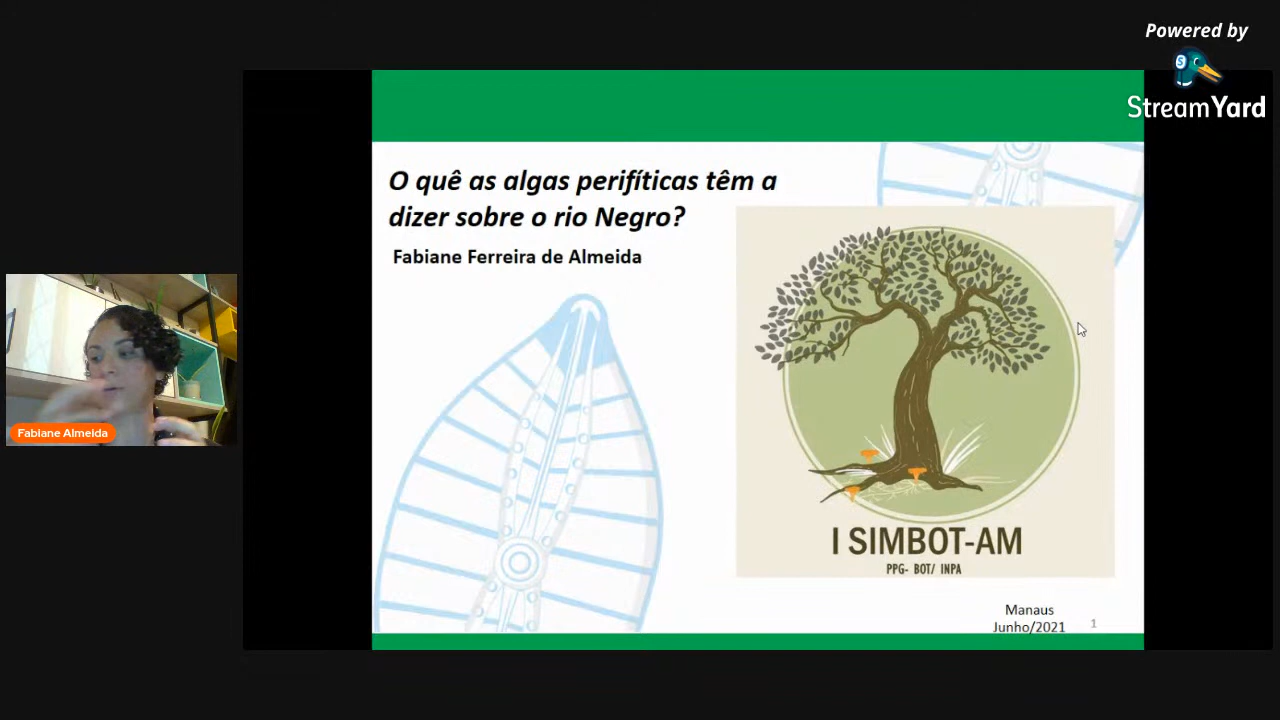 Powered by
StreamYard
O quê as algas perifíticas têm a
dizer sobre o rio Negro?
Fabiane Ferreira de Almeida
Fabiane Almeida
I SIMBOT-AM
PPG- BOT/ INPA
Manaus
Junho/2021
1